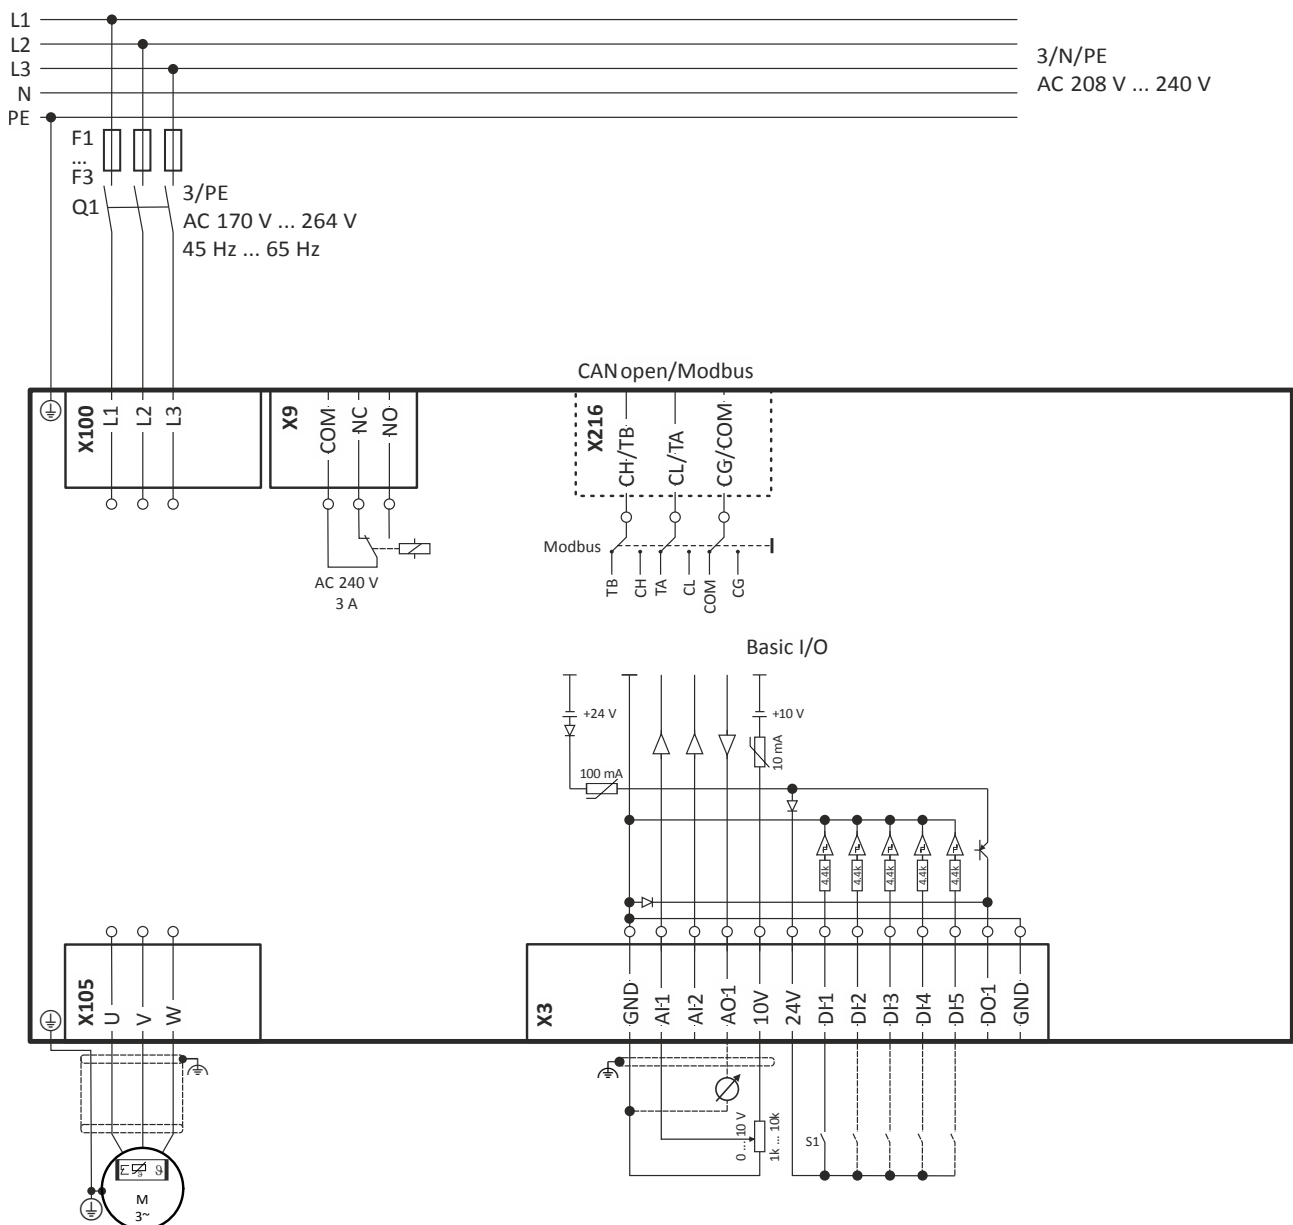 L1
L2
L3
N
PE
3/N/PE
AC 208 V ... 240 V
F1
...
F3
Q1
3/PE
AC 170 V ... 264 V
45 Hz ... 65 Hz
CANopen/Modbus
X100
L1
L2
L3
X9
COM
NC
NO
X216
CH/TB
CL/TA
CG/COM
AC 240 V
3 A
Modbus
TB
CH
TA
CL
COM
CG
Basic I/O
+24 V
+10 V
10 mA
100 mA
4.4k
4.4k
4.4k
4.4k
4.4k
X105
U
V
W
X3
GND
AI1
AI2
AO1
10V
24V
DI1
DI2
DI3
DI4
DI5
DO1
GND
0 ... 10 V
1k ... 10k
S1
ϑ
M
3~